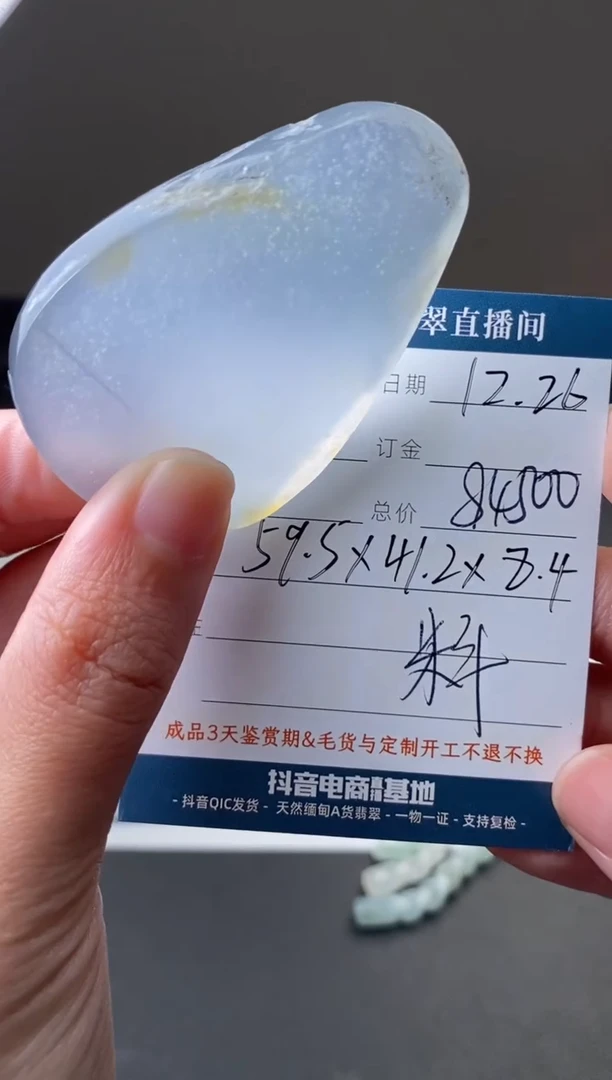 翠直播间
日期 12.26
订金
总价 84500
59.5×41.2×8.4
料
成品3天鉴赏期&毛货与定制开工不退不换
抖音电商基地
- 抖音QIC发货 - 天然缅甸A货翡翠 - 一物一证 - 支持复检 -